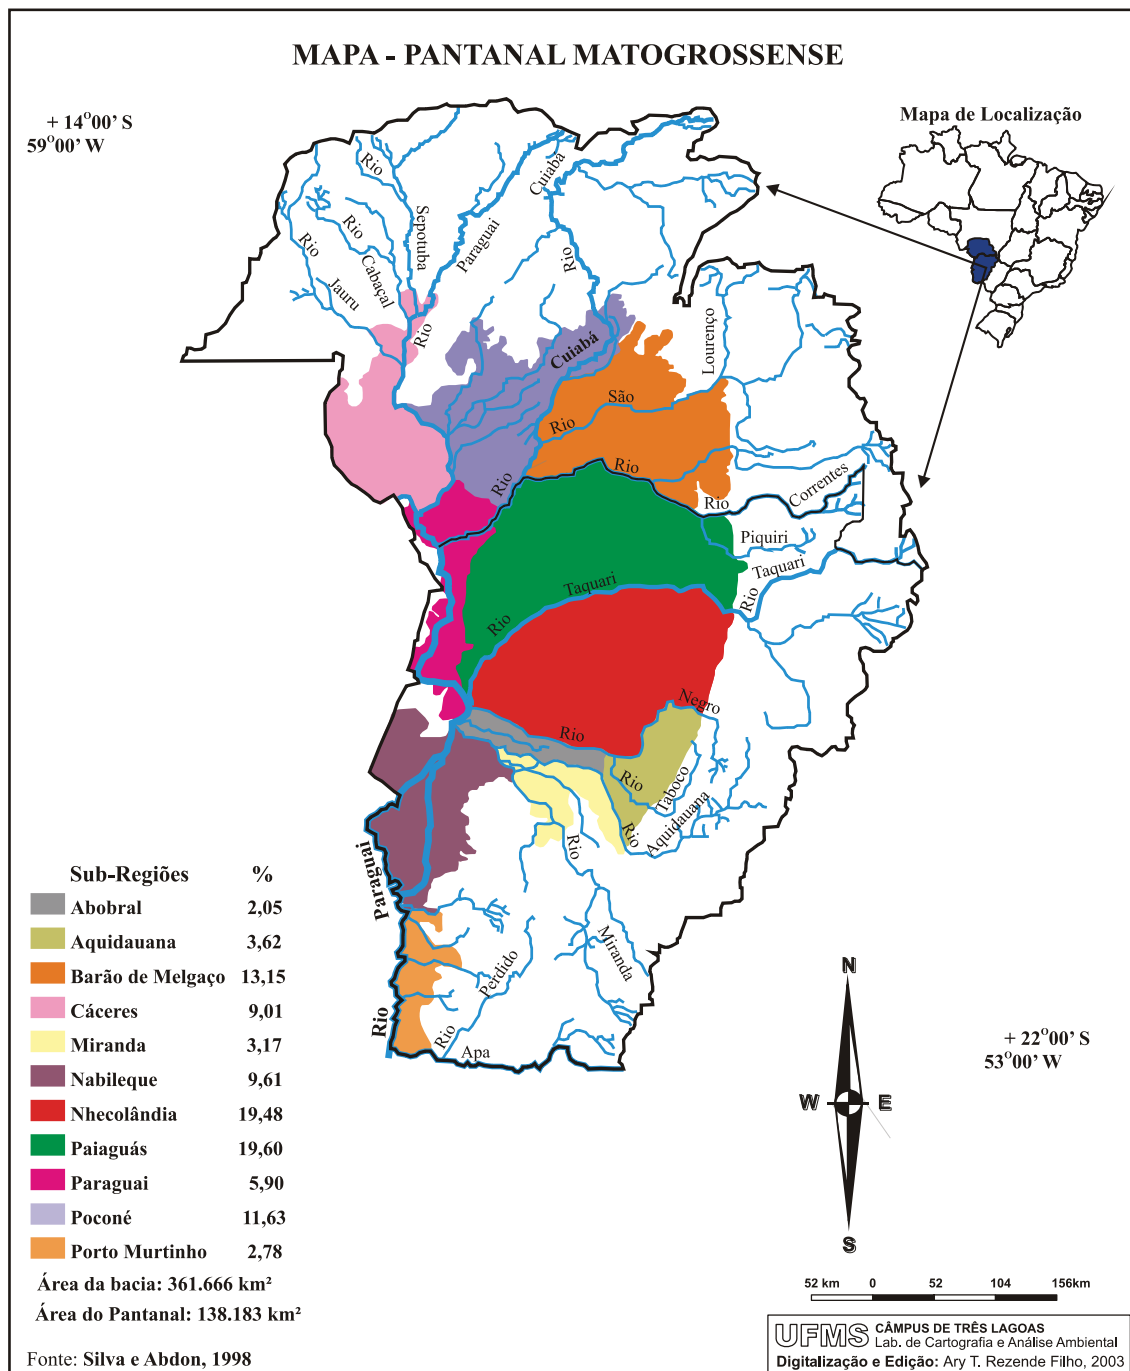 MAPA - PANTANAL MATOGROSSENSE
+ 14°00' S
59°00' W
Mapa de Localização
Rio
Sepotuba
Rio
Cabaçal
Rio
Jauru
Rio
Paraguai
Rio
Cuiabá
Cuiabá
Lourenço
São
Rio
Rio
Rio
Rio
Correntes
Piquiri
Rio
Taquari
Taquari
Rio
Negro
Rio
Rio
Taboco
Rio
Aquidauana
Rio
Miranda
Perdido
Rio
Apa
Paraguai
Rio
Sub-Regiões %
Abobral 2,05
Aquidauana 3,62
Barão de Melgaço 13,15
Cáceres 9,01
Miranda 3,17
Nabileque 9,61
Nhecolândia 19,48
Paiaguás 19,60
Paraguai 5,90
Poconé 11,63
Porto Murtinho 2,78
Área da bacia: 361.666 km²
Área do Pantanal: 138.183 km²
Fonte: Silva e Abdon, 1998
N
W E
S
+ 22°00' S
53°00' W
52 km 0 52 104 156km
UFMS CÂMPUS DE TRÊS LAGOAS
Lab. de Cartografia e Análise Ambiental
Digitalização e Edição: Ary T. Rezende Filho, 2003